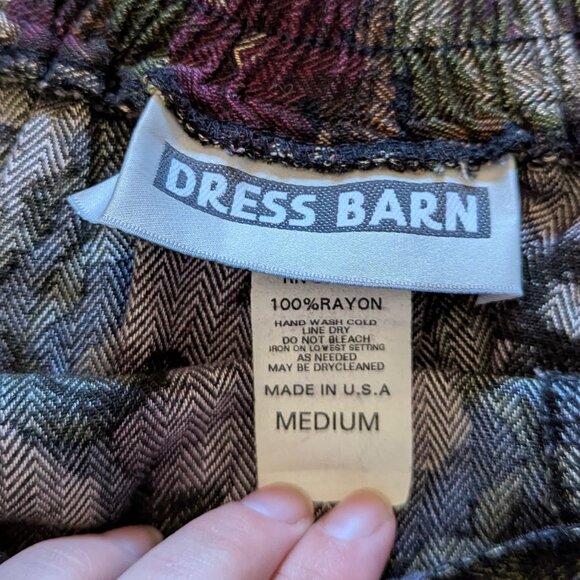 DRESS BARN
RN
100%RAYON
HAND WASH COLD
LINE DRY
DO NOT BLEACH
IRON ON LOWEST SETTING
AS NEEDED
MAY BE DRYCLEANED
MADE IN U.S.A
MEDIUM